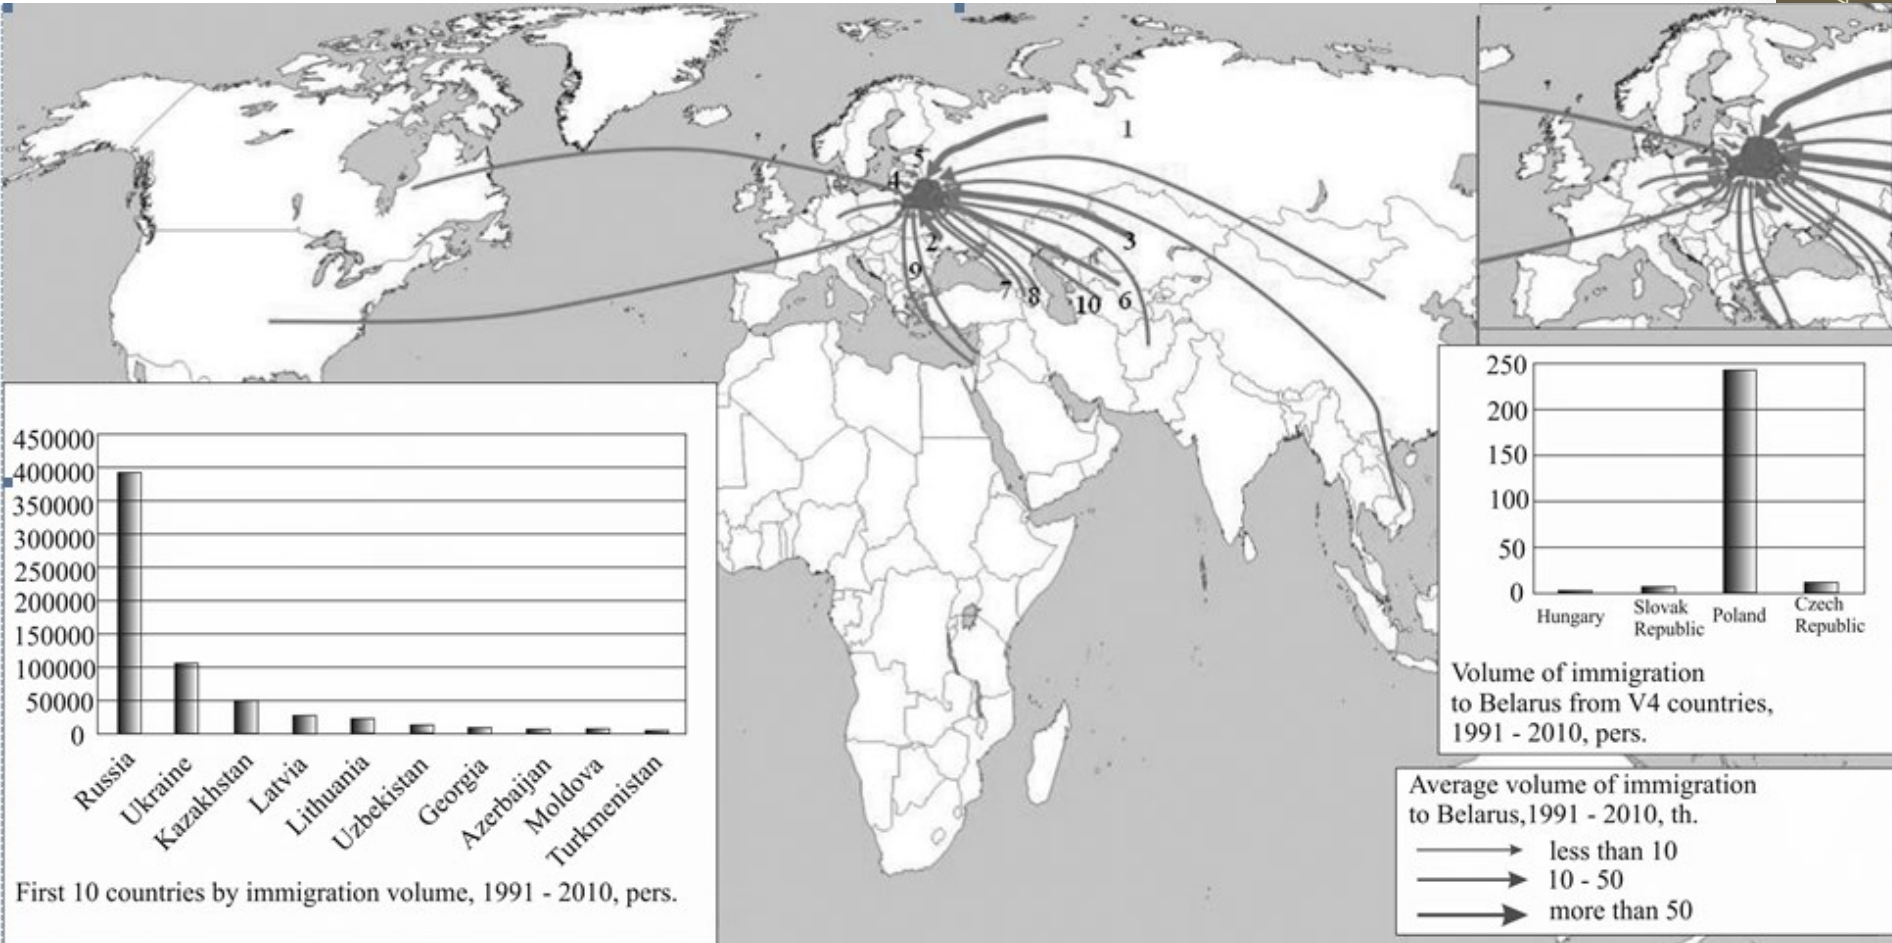 1
5
4
2
3
9
7
8
10
6
450000
400000
350000
300000
250000
200000
150000
100000
50000
0
Russia
Ukraine
Kazakhstan
Latvia
Lithuania
Uzbekistan
Georgia
Azerbaijan
Moldova
Turkmenistan
First 10 countries by immigration volume, 1991 - 2010, pers.
250
200
150
100
50
0
Hungary
Slovak
Republic
Poland
Czech
Republic
Volume of immigration
to Belarus from V4 countries,
1991 - 2010, pers.
Average volume of immigration
to Belarus,1991 - 2010, th.
less than 10
10 - 50
more than 50